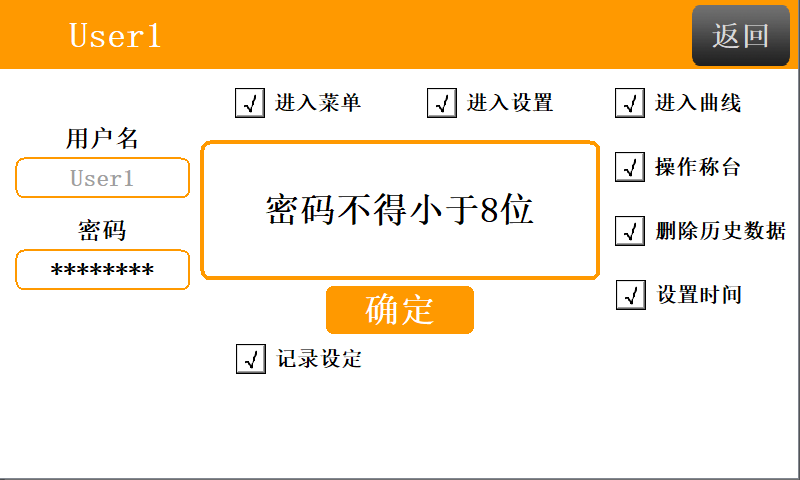 User1
返回
进入菜单
进入设置
进入曲线
用户名
User1
操作称台
密码不得小于8位
密码
删除历史数据
********
设置时间
确定
记录设定